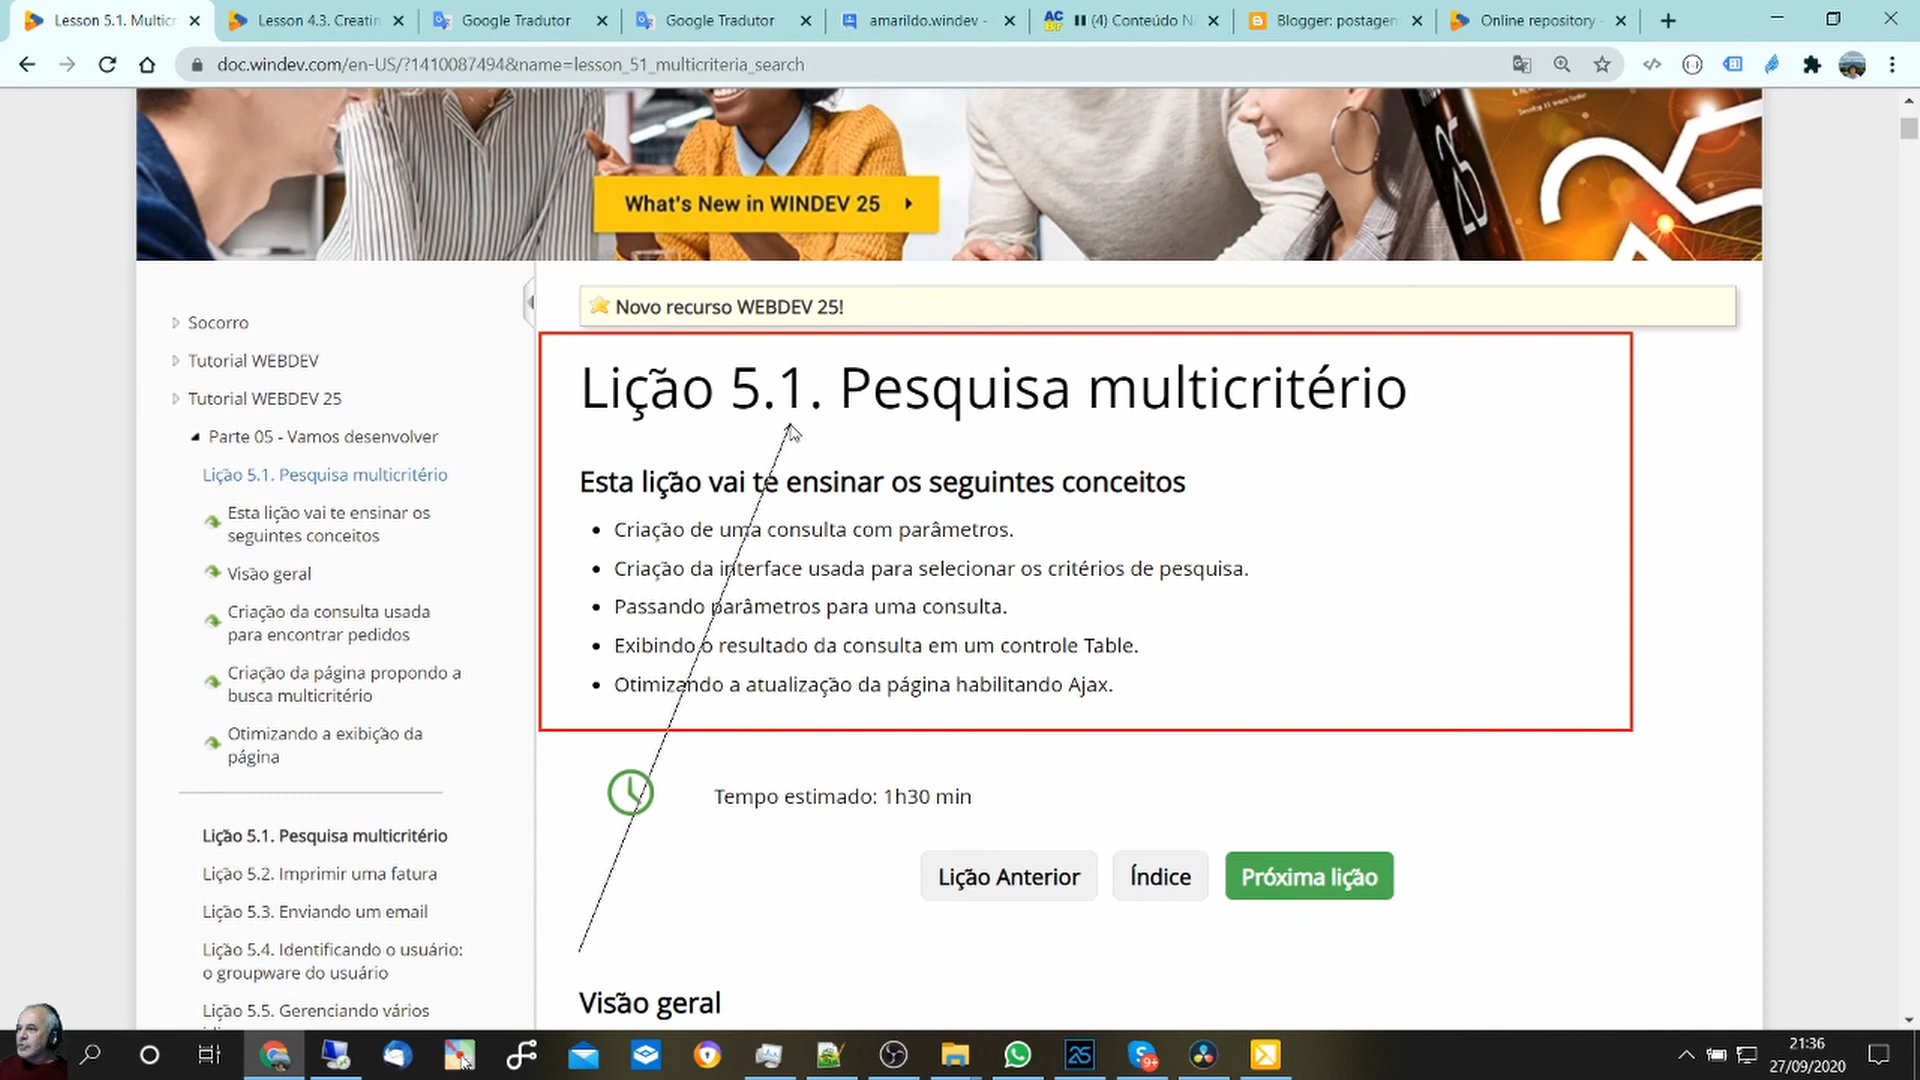 Lesson 5.1. Multicr
Lesson 4.3. Creatin
Google Tradutor
Google Tradutor
amarildo.windev -
(4) Conteúdo N
Blogger: postagen
Online repository -
doc.windev.com/en-US/?1410087494&name=lesson_51_multicriteria_search
What's New in WINDEV 25
25
Novo recurso WEBDEV 25!
Socorro
Tutorial WEBDEV
Tutorial WEBDEV 25
Parte 05 - Vamos desenvolver
Lição 5.1. Pesquisa multicritério
Esta lição vai te ensinar os
seguintes conceitos
Visão geral
Criação da consulta usada
para encontrar pedidos
Criação da página propondo a
busca multicritério
Otimizando a exibição da
página
Lição 5.1. Pesquisa multicritério
Lição 5.2. Imprimir uma fatura
Lição 5.3. Enviando um email
Lição 5.4. Identificando o usuário:
o groupware do usuário
Lição 5.5. Gerenciando vários
Lição 5.1. Pesquisa multicritério
Esta lição vai te ensinar os seguintes conceitos
Criação de uma consulta com parâmetros.
Criação da interface usada para selecionar os critérios de pesquisa.
Passando parâmetros para uma consulta.
Exibindo o resultado da consulta em um controle Table.
Otimizando a atualização da página habilitando Ajax.
Tempo estimado: 1h30 min
Lição Anterior
Índice
Próxima lição
Visão geral
25
9+
21:36
27/09/2020